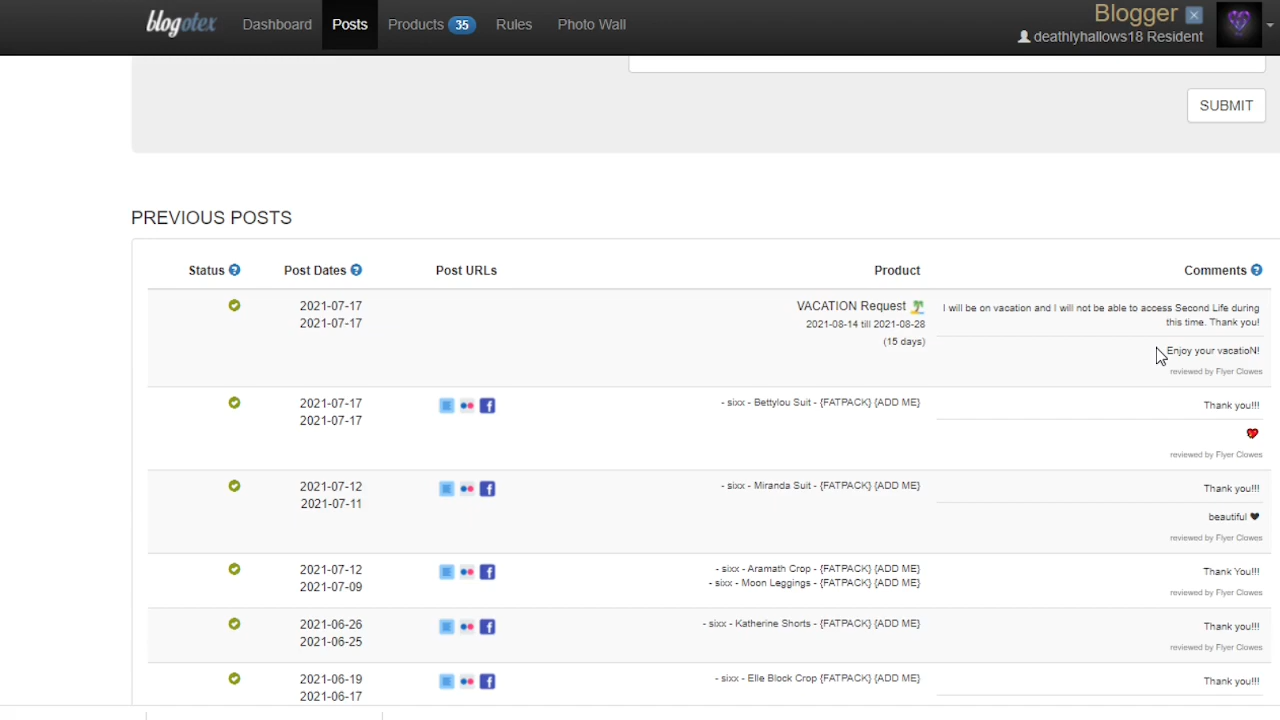 blogotex Dashboard Posts Products 35 Rules Photo Wall Blogger
deathlyhallows18 Resident
SUBMIT
PREVIOUS POSTS
Status Post Dates Post URLs Product Comments
2021-07-17
2021-07-17
VACATION Request
2021-08-14 till 2021-08-28
(15 days)
I will be on vacation and I will not be able to access Second Life during
this time. Thank you!
Enjoy your vacatioN!
reviewed by Flyer Clowes
2021-07-17
2021-07-17
- sixx - Bettylou Suit - {FATPACK} {ADD ME}
Thank you!!!
reviewed by Flyer Clowes
2021-07-12
2021-07-11
- sixx - Miranda Suit - {FATPACK} {ADD ME}
Thank you!!!
beautiful 🖤
reviewed by Flyer Clowes
2021-07-12
2021-07-09
- sixx - Aramath Crop - {FATPACK} {ADD ME}
- sixx - Moon Leggings - {FATPACK} {ADD ME}
Thank You!!!
reviewed by Flyer Clowes
2021-06-26
2021-06-25
- sixx - Katherine Shorts - {FATPACK} {ADD ME}
Thank you!!!
reviewed by Flyer Clowes
2021-06-19
2021-06-17
- sixx - Elle Block Crop {FATPACK} {ADD ME}
Thank you!!!